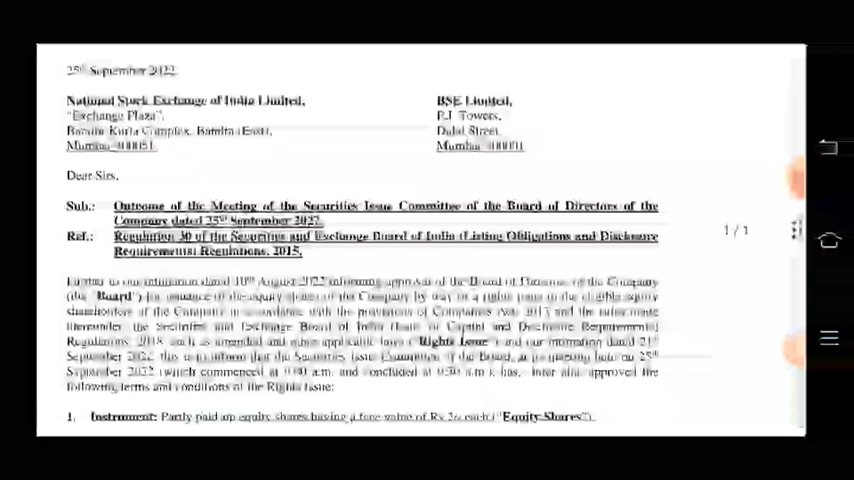 25th September 2022
National Stock Exchange of India Limited,
"Exchange Plaza",
Bandra Kurla Complex, Bandra (East),
Mumbai 400051
BSE Limited,
P.J. Towers,
Dalal Street,
Mumbai 400001
Dear Sirs,
Sub.: Outcome of the Meeting of the Securities Issue Committee of the Board of Directors of the
Company dated 25th September 2022.
Ref.: Regulation 30 of the Securities and Exchange Board of India (Listing Obligations and Disclosure
Requirements) Regulations, 2015.
Further to our intimation dated 10th August 2022 informing approval of the Board of Directors of the Company
(the "Board") for issuance of the equity shares of the Company by way of a rights issue to the eligible equity
shareholders of the Company in accordance with the provisions of Companies Act, 2013 and the rules made
thereunder, the Securities and Exchange Board of India (Issue of Capital and Disclosure Requirements)
Regulations, 2018, each as amended and other applicable laws ("Rights Issue") and our intimation dated 21st
September 2022, this is to inform that the Securities Issue Committee of the Board, at its meeting held on 25th
September 2022 (which commenced at a.m. and concluded at a.m.) has, inter alia, approved the
following terms and conditions of the Rights Issue:
1. Instrument: Partly paid up equity shares having a face value of Rs each ("Equity Shares").
1/1